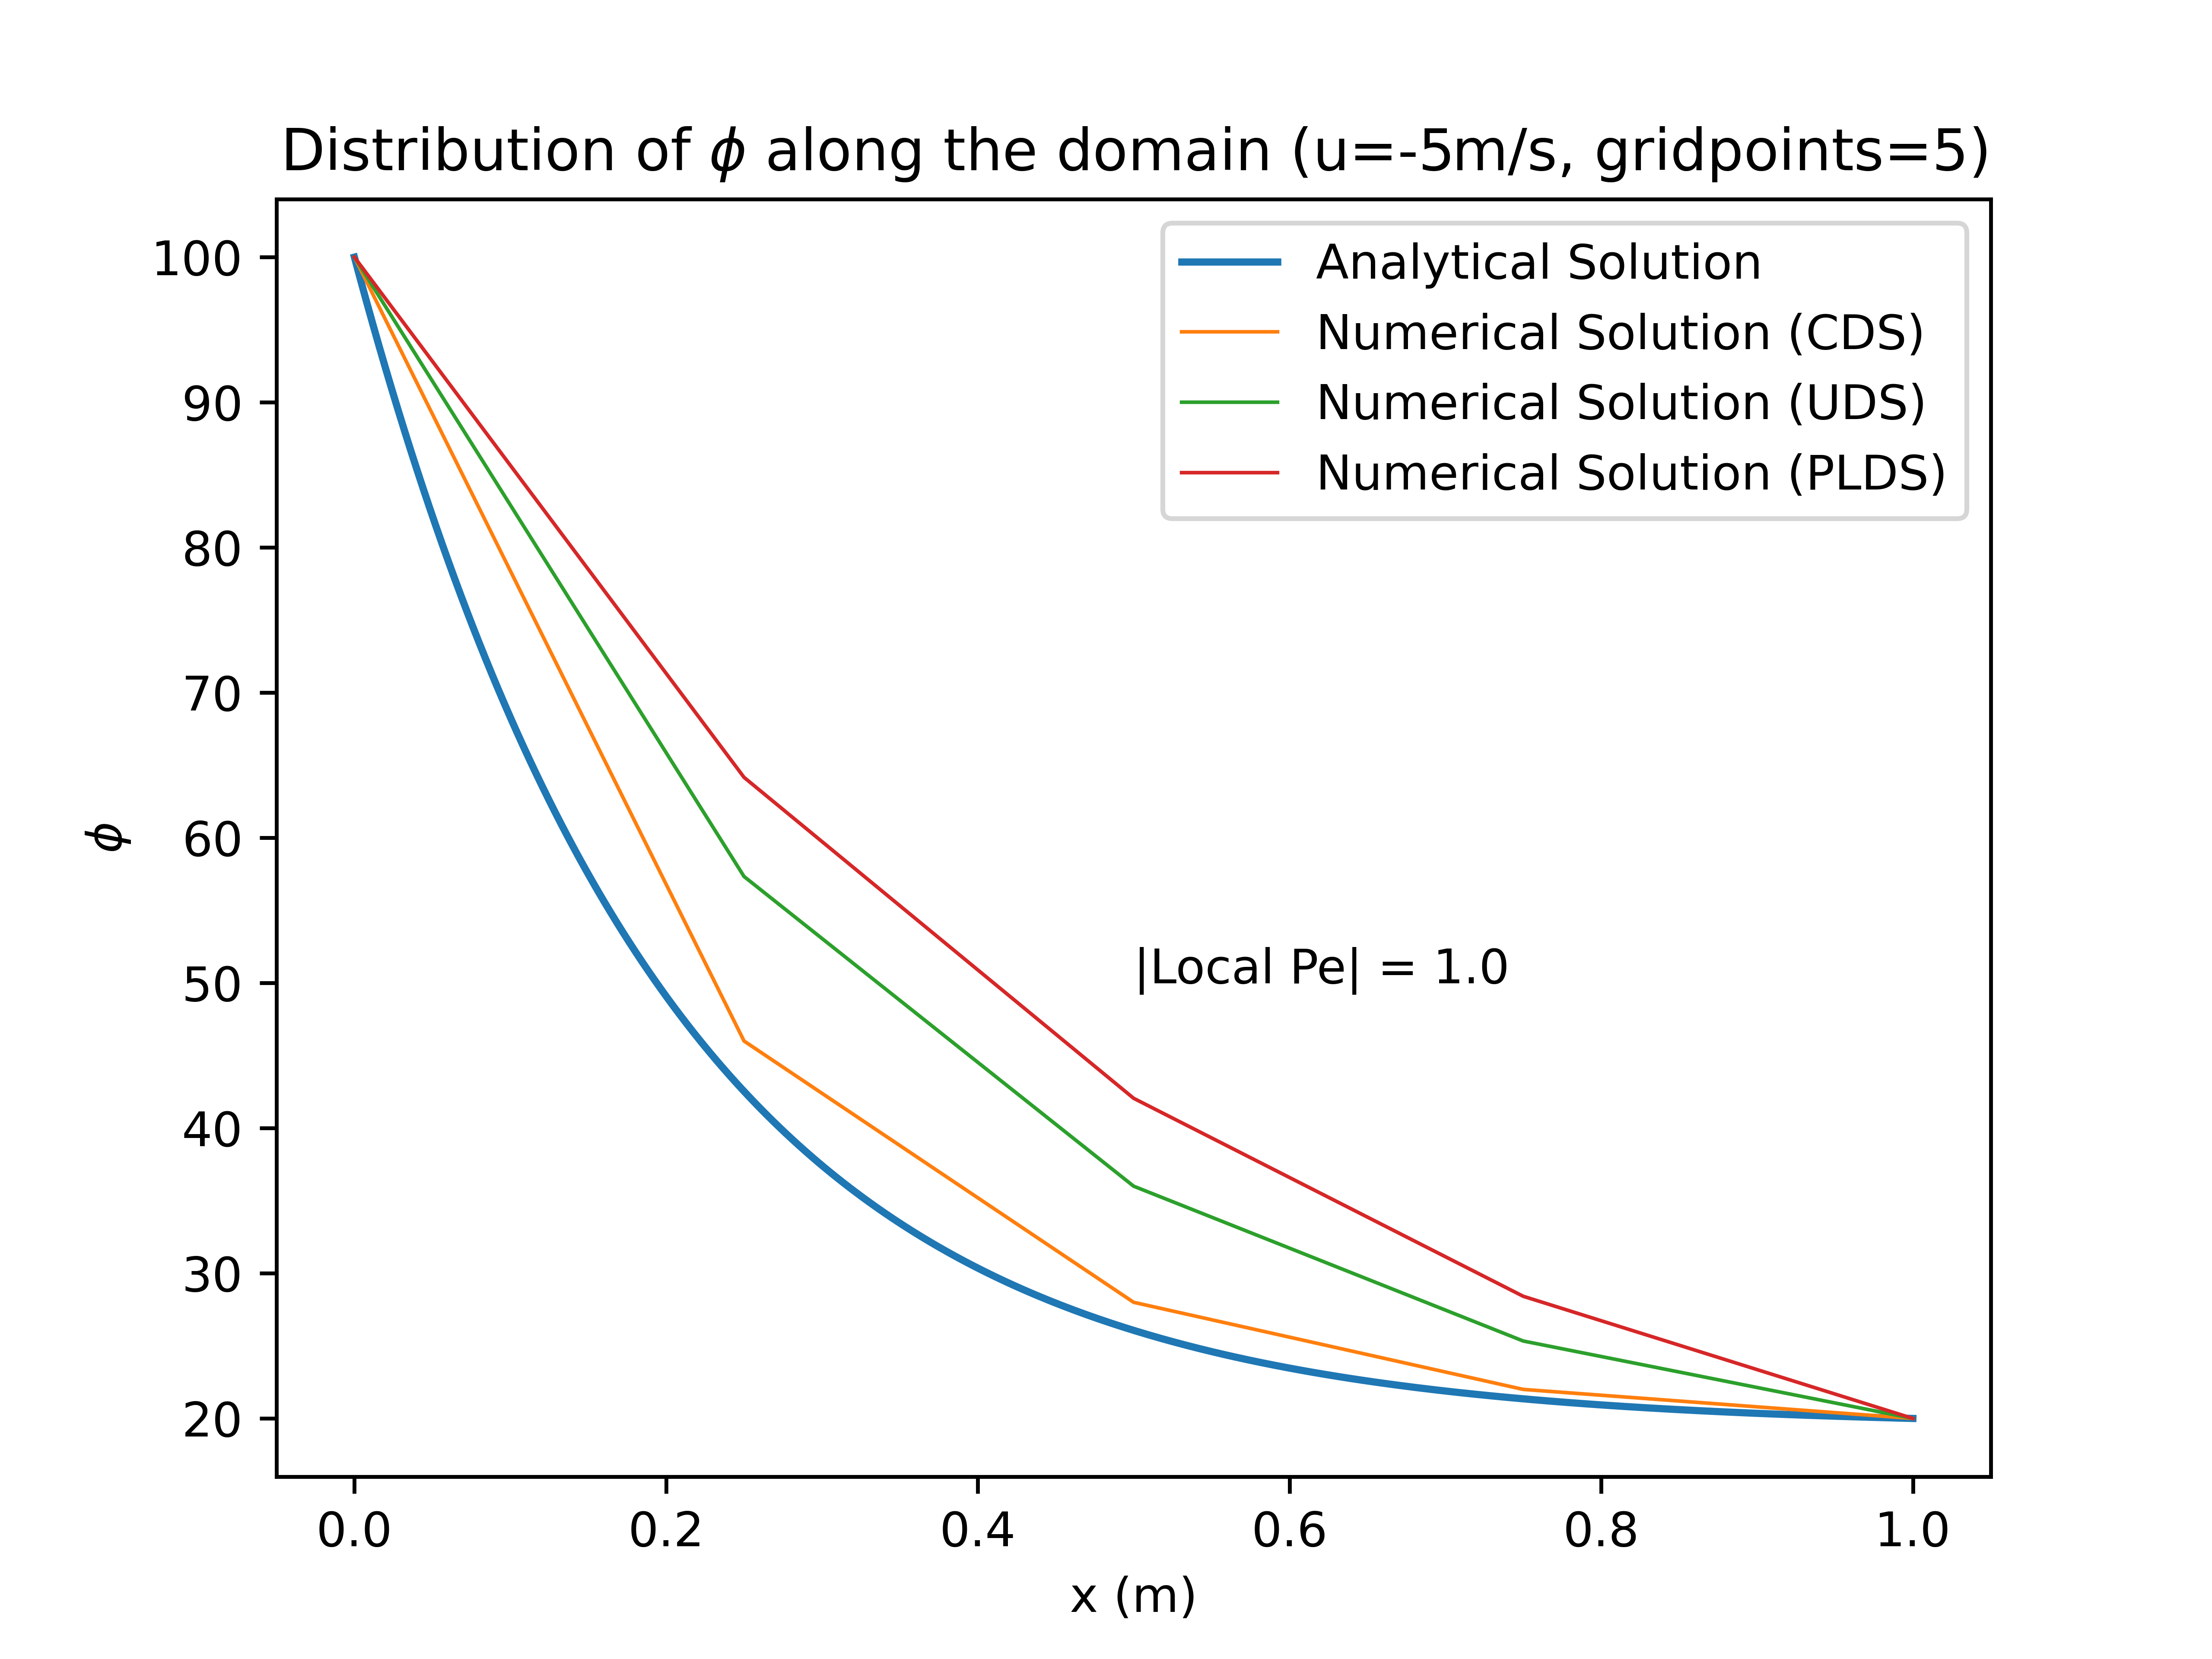 Distribution of ϕ along the domain (u=-5m/s, gridpoints=5)
Analytical Solution
Numerical Solution (CDS)
Numerical Solution (UDS)
Numerical Solution (PLDS)
100
90
80
70
60
50
40
30
20
ϕ
|Local Pe| = 1.0
0.0 0.2 0.4 0.6 0.8 1.0
x (m)